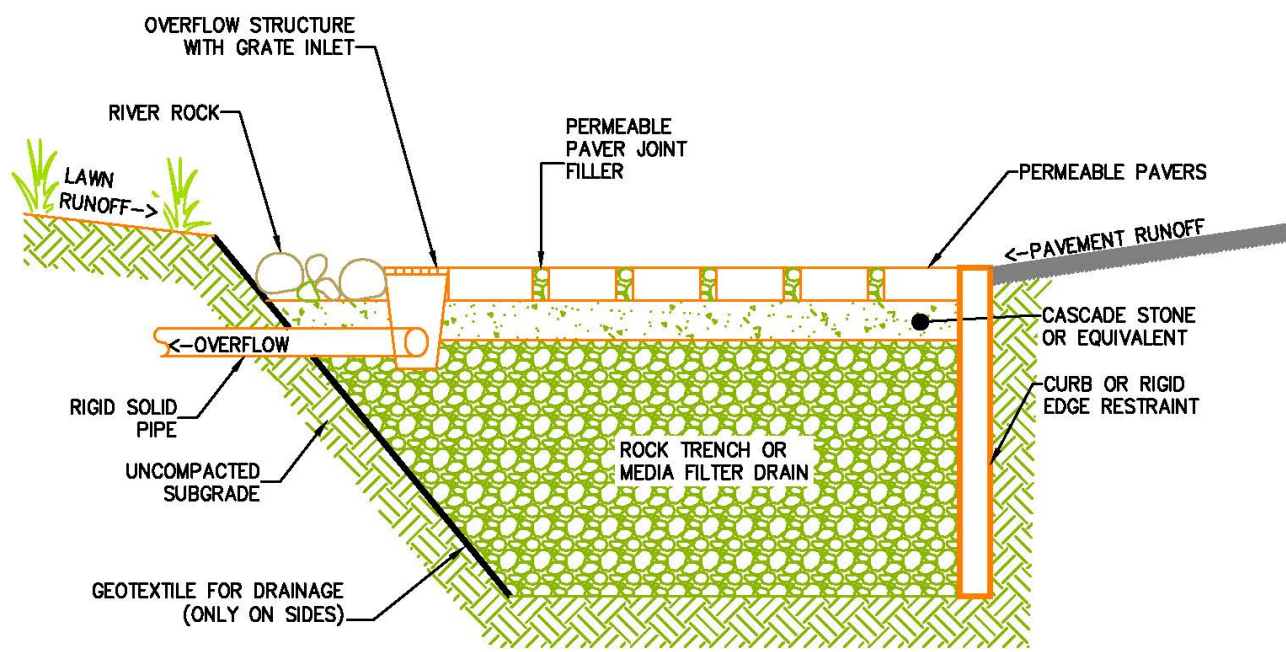 OVERFLOW STRUCTURE
WITH GRATE INLET
RIVER ROCK
PERMEABLE
PAVER JOINT
FILLER
LAWN
RUNOFF->
PERMEABLE PAVERS
<-PAVEMENT RUNOFF
CASCADE STONE
OR EQUIVALENT
<-OVERFLOW
CURB OR RIGID
EDGE RESTRAINT
RIGID SOLID
PIPE
ROCK TRENCH OR
MEDIA FILTER DRAIN
UNCOMPACTED
SUBGRADE
GEOTEXTILE FOR DRAINAGE
(ONLY ON SIDES)